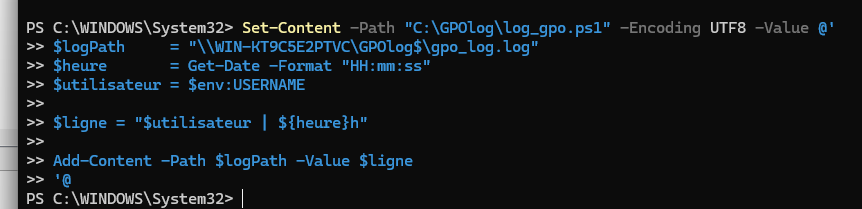 PS C:\WINDOWS\System32> Set-Content -Path "C:\GPOlog\log_gpo.ps1" -Encoding UTF8 -Value @'
>> $logPath     = "\\WIN-KT9C5E2PTVC\GPOlog$\gpo_log.log"
>> $heure       = Get-Date -Format "HH:mm:ss"
>> $utilisateur = $env:USERNAME
>>
>> $ligne = "$utilisateur | ${heure}h"
>>
>> Add-Content -Path $logPath -Value $ligne
>> '@
PS C:\WINDOWS\System32>